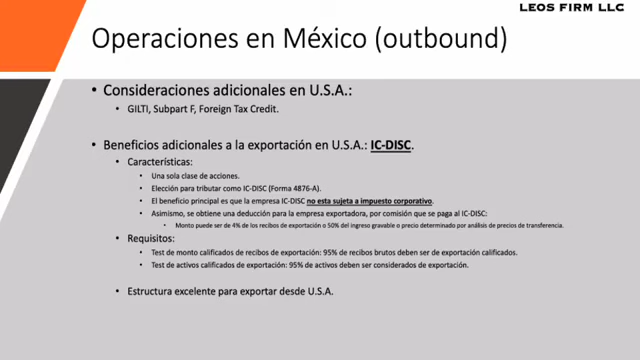 LEOS FIRM LLC
Operaciones en México (outbound)
• Consideraciones adicionales en U.S.A.:
• GILTI, Subpart F, Foreign Tax Credit.
• Beneficios adicionales a la exportación en U.S.A.: IC-DISC.
• Características:
• Una sola clase de acciones.
• Elección para tributar como IC-DISC (Forma 4876-A).
• El beneficio principal es que la empresa IC-DISC no esta sujeta a impuesto corporativo.
• Asimismo, se obtiene una deducción para la empresa exportadora, por comisión que se paga al IC-DISC:
• Monto puede ser de 4% de los recibos de exportación o 50% del ingreso gravable o precio determinado por análisis de precios de transferencia.
• Requisitos:
• Test de monto calificados de recibos de exportación: 95% de recibos brutos deben ser de exportación calificados.
• Test de activos calificados de exportación: 95% de activos deben ser considerados de exportación.
• Estructura excelente para exportar desde U.S.A.